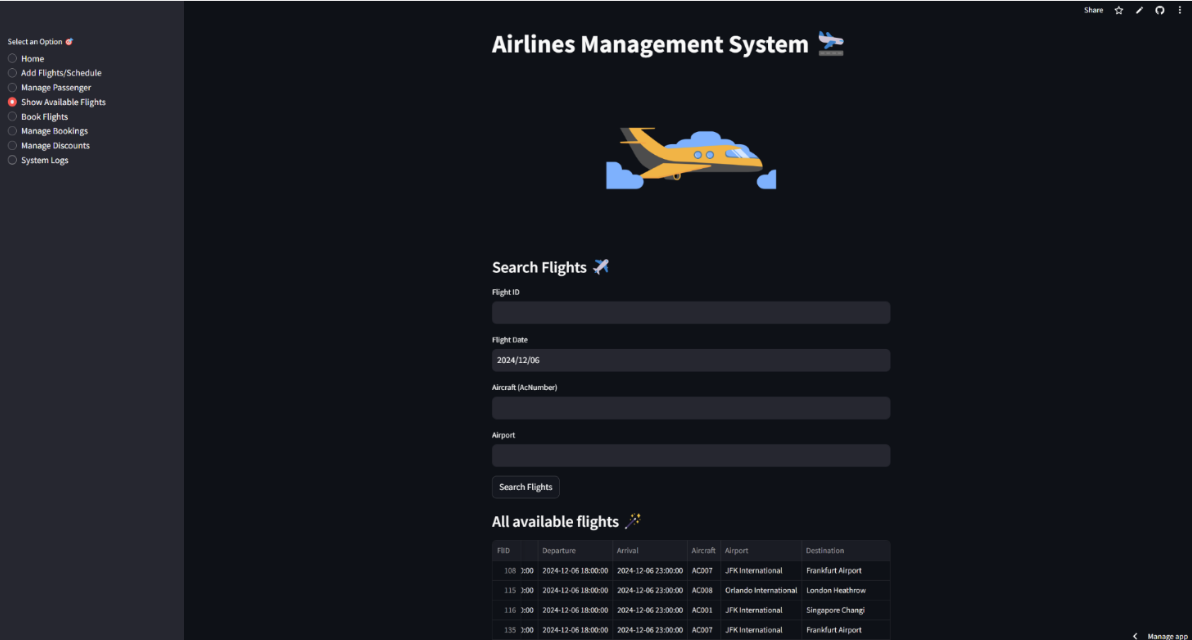 Share
Select an Option 🎯
Home
Add Flights/Schedule
Manage Passenger
Show Available Flights
Book Flights
Manage Bookings
Manage Discounts
System Logs
Airlines Management System 🛬
Search Flights ✈️
Flight ID
Flight Date
2024/12/06
Aircraft (AcNumber)
Airport
Search Flights
All available flights 🪄
FlID Departure Arrival Aircraft Airport Destination
108 0:00 2024-12-06 18:00:00 2024-12-06 23:00:00 AC007 JFK International Frankfurt Airport
115 0:00 2024-12-06 18:00:00 2024-12-06 23:00:00 AC008 Orlando International London Heathrow
116 0:00 2024-12-06 18:00:00 2024-12-06 23:00:00 AC001 JFK International Singapore Changi
135 0:00 2024-12-06 18:00:00 2024-12-06 23:00:00 AC007 JFK International Frankfurt Airport
Manage app